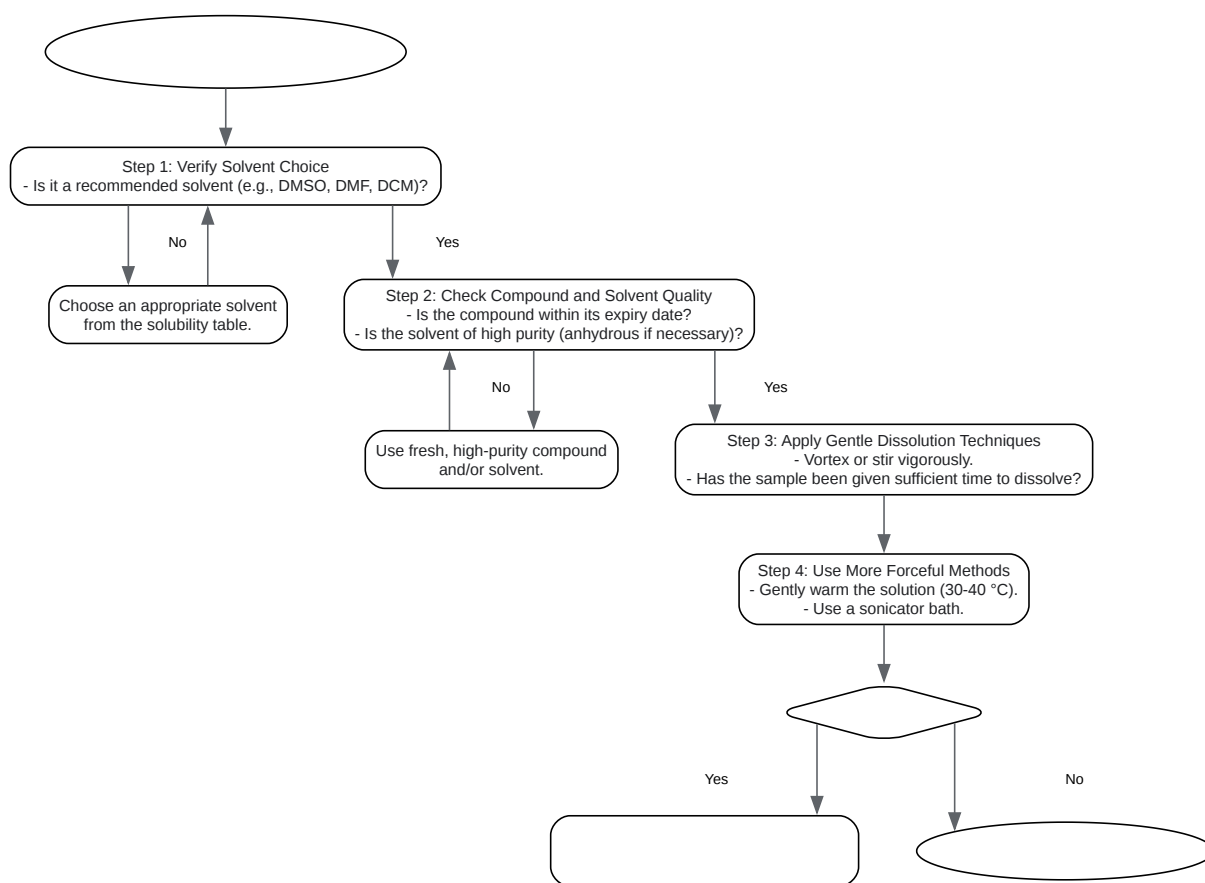 Step 1: Verify Solvent Choice
- Is it a recommended solvent (e.g., DMSO, DMF, DCM)?
No
Yes
Choose an appropriate solvent
from the solubility table.
Step 2: Check Compound and Solvent Quality
- Is the compound within its expiry date?
- Is the solvent of high purity (anhydrous if necessary)?
No
Yes
Use fresh, high-purity compound
and/or solvent.
Step 3: Apply Gentle Dissolution Techniques
- Vortex or stir vigorously.
- Has the sample been given sufficient time to dissolve?
Step 4: Use More Forceful Methods
- Gently warm the solution (30-40 °C).
- Use a sonicator bath.
Yes
No